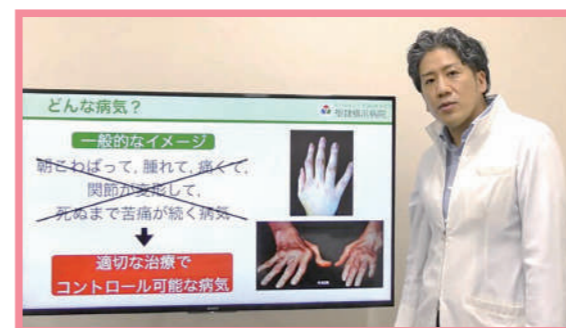 どんな病気？
一般的なイメージ
朝こわばって，腫れて，痛くて，
関節が変形して，
死ぬまで苦痛が続く病気
適切な治療で
コントロール可能な病気